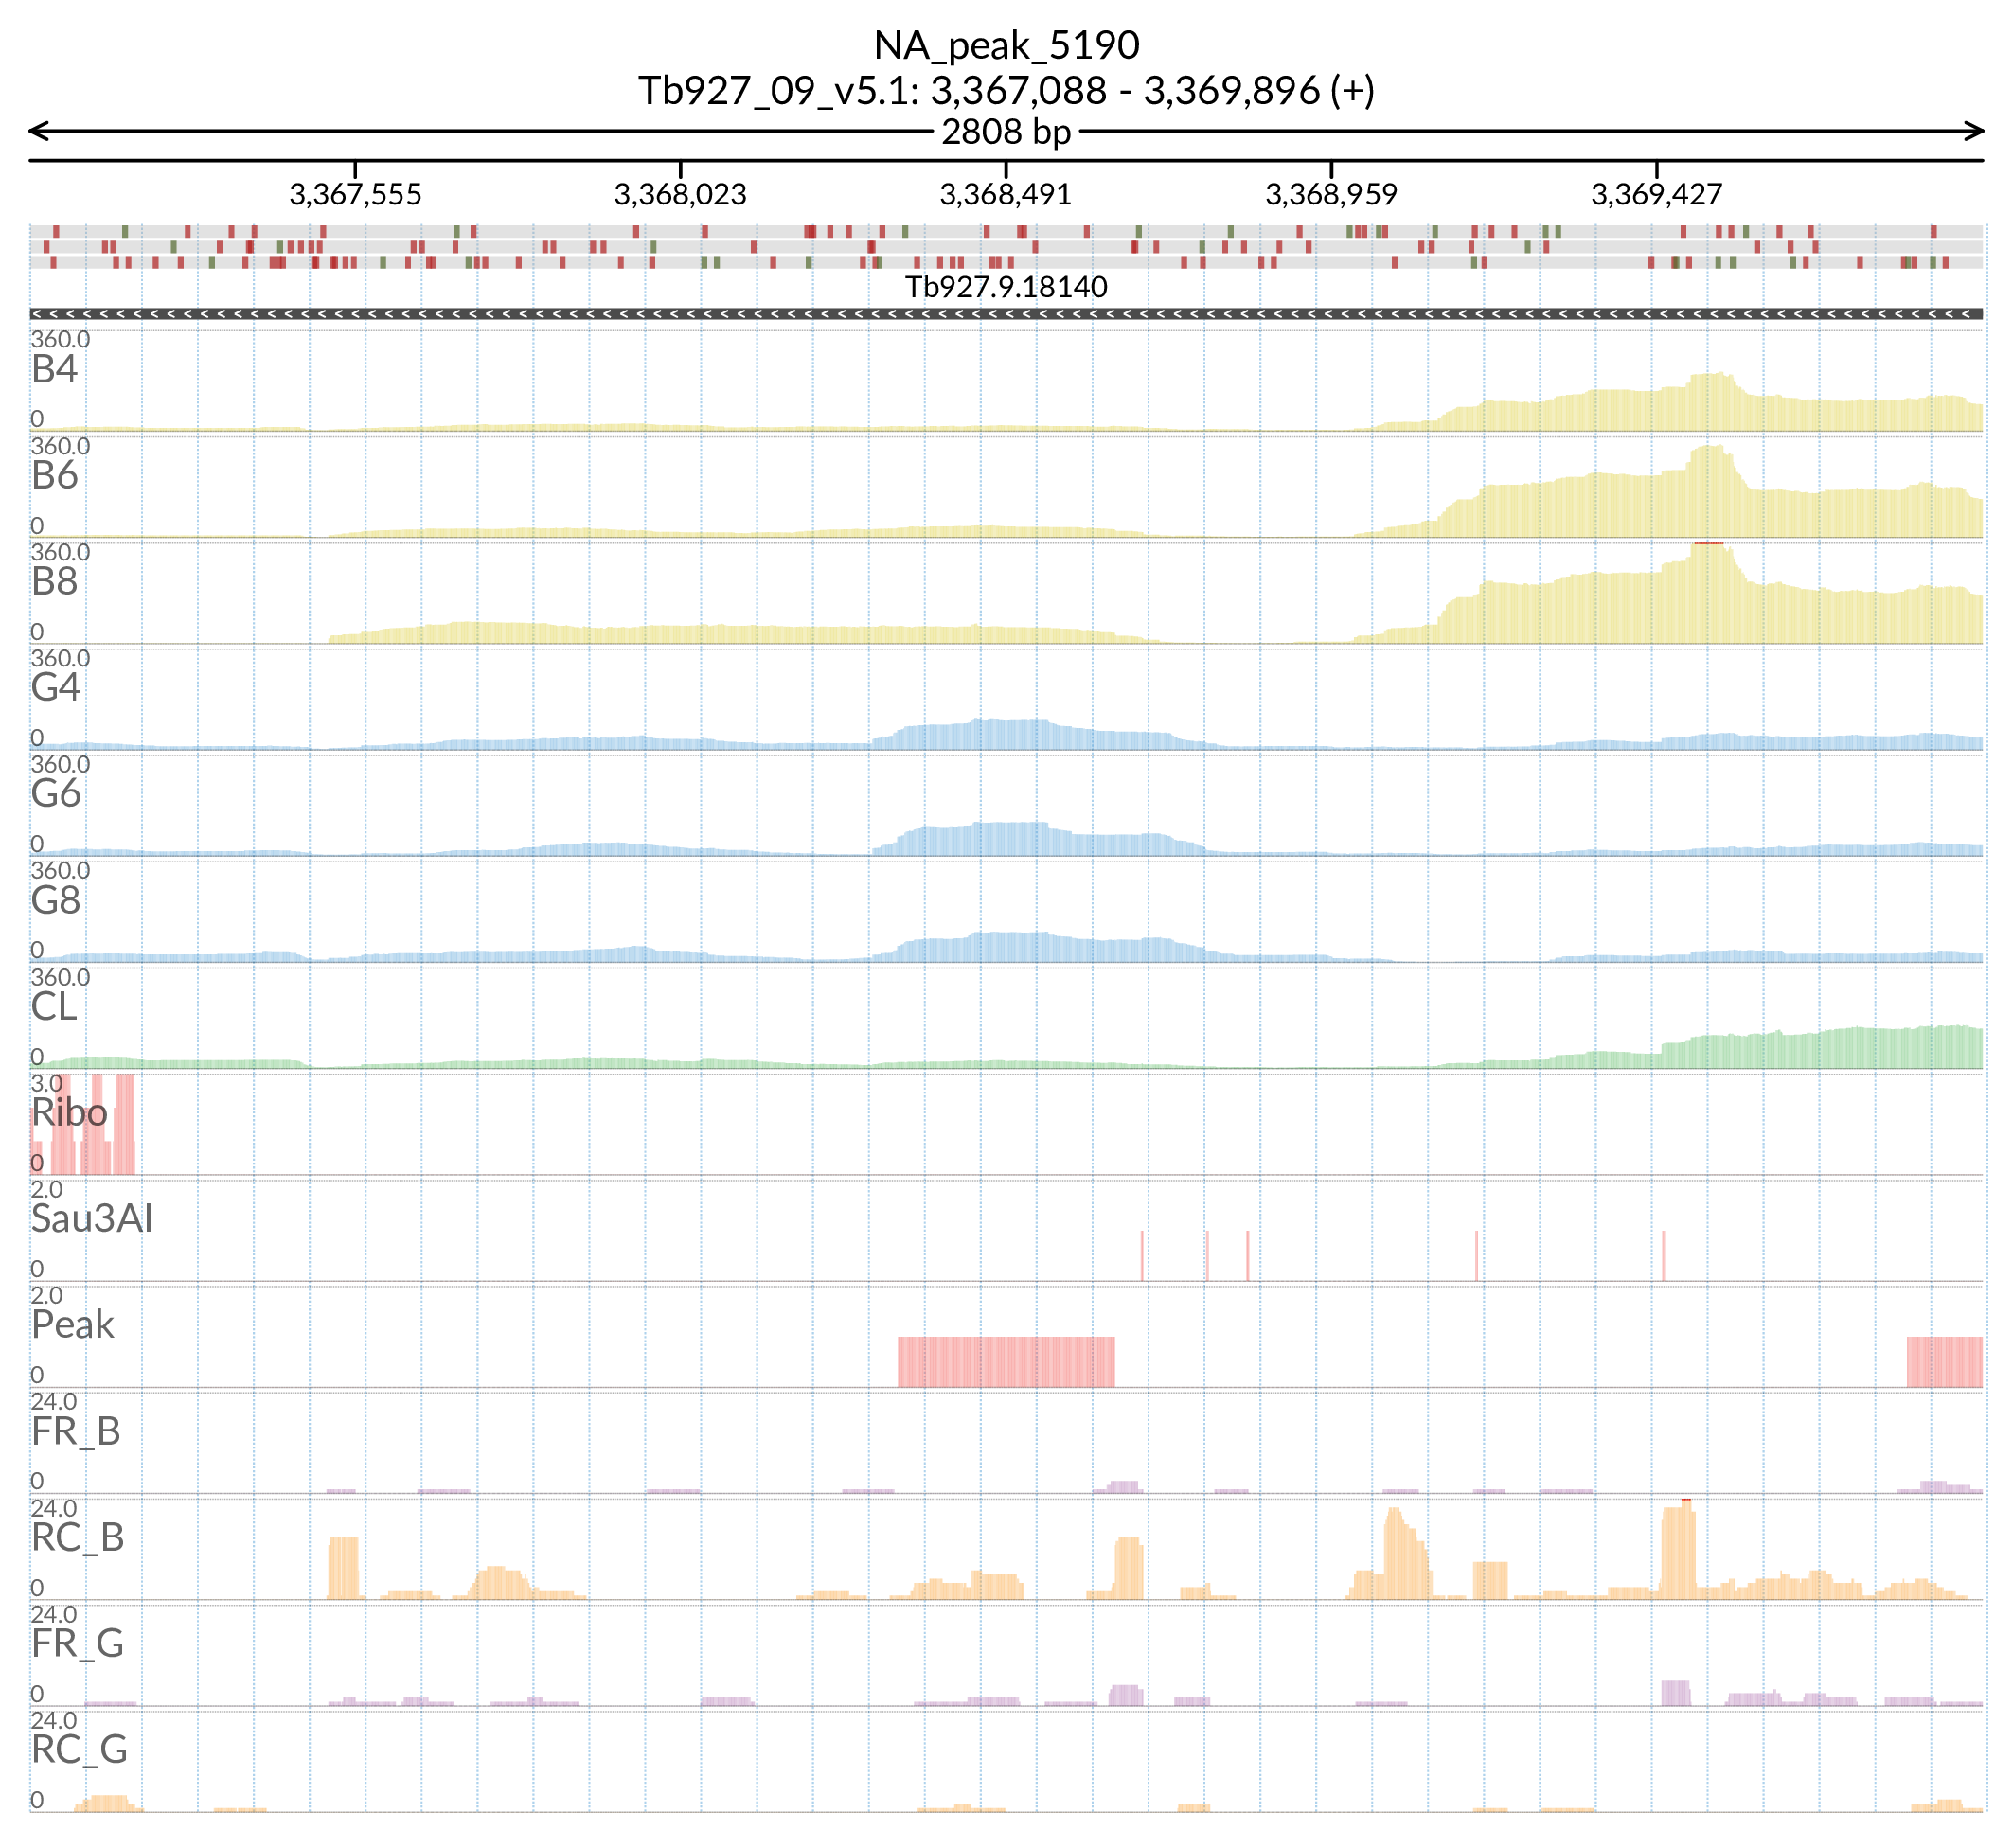 NA_peak_5190
Tb927_09_v5.1: 3,367,088 - 3,369,896 (+)
2808 bp
3,367,555 3,368,023 3,368,491 3,368,959 3,369,427
Tb927.9.18140
360.0
B4
0
360.0
B6
0
360.0
B8
0
360.0
G4
0
360.0
G6
0
360.0
G8
0
360.0
CL
0
3.0
Ribo
0
2.0
Sau3AI
0
2.0
Peak
0
24.0
FR_B
0
24.0
RC_B
0
24.0
FR_G
0
24.0
RC_G
0